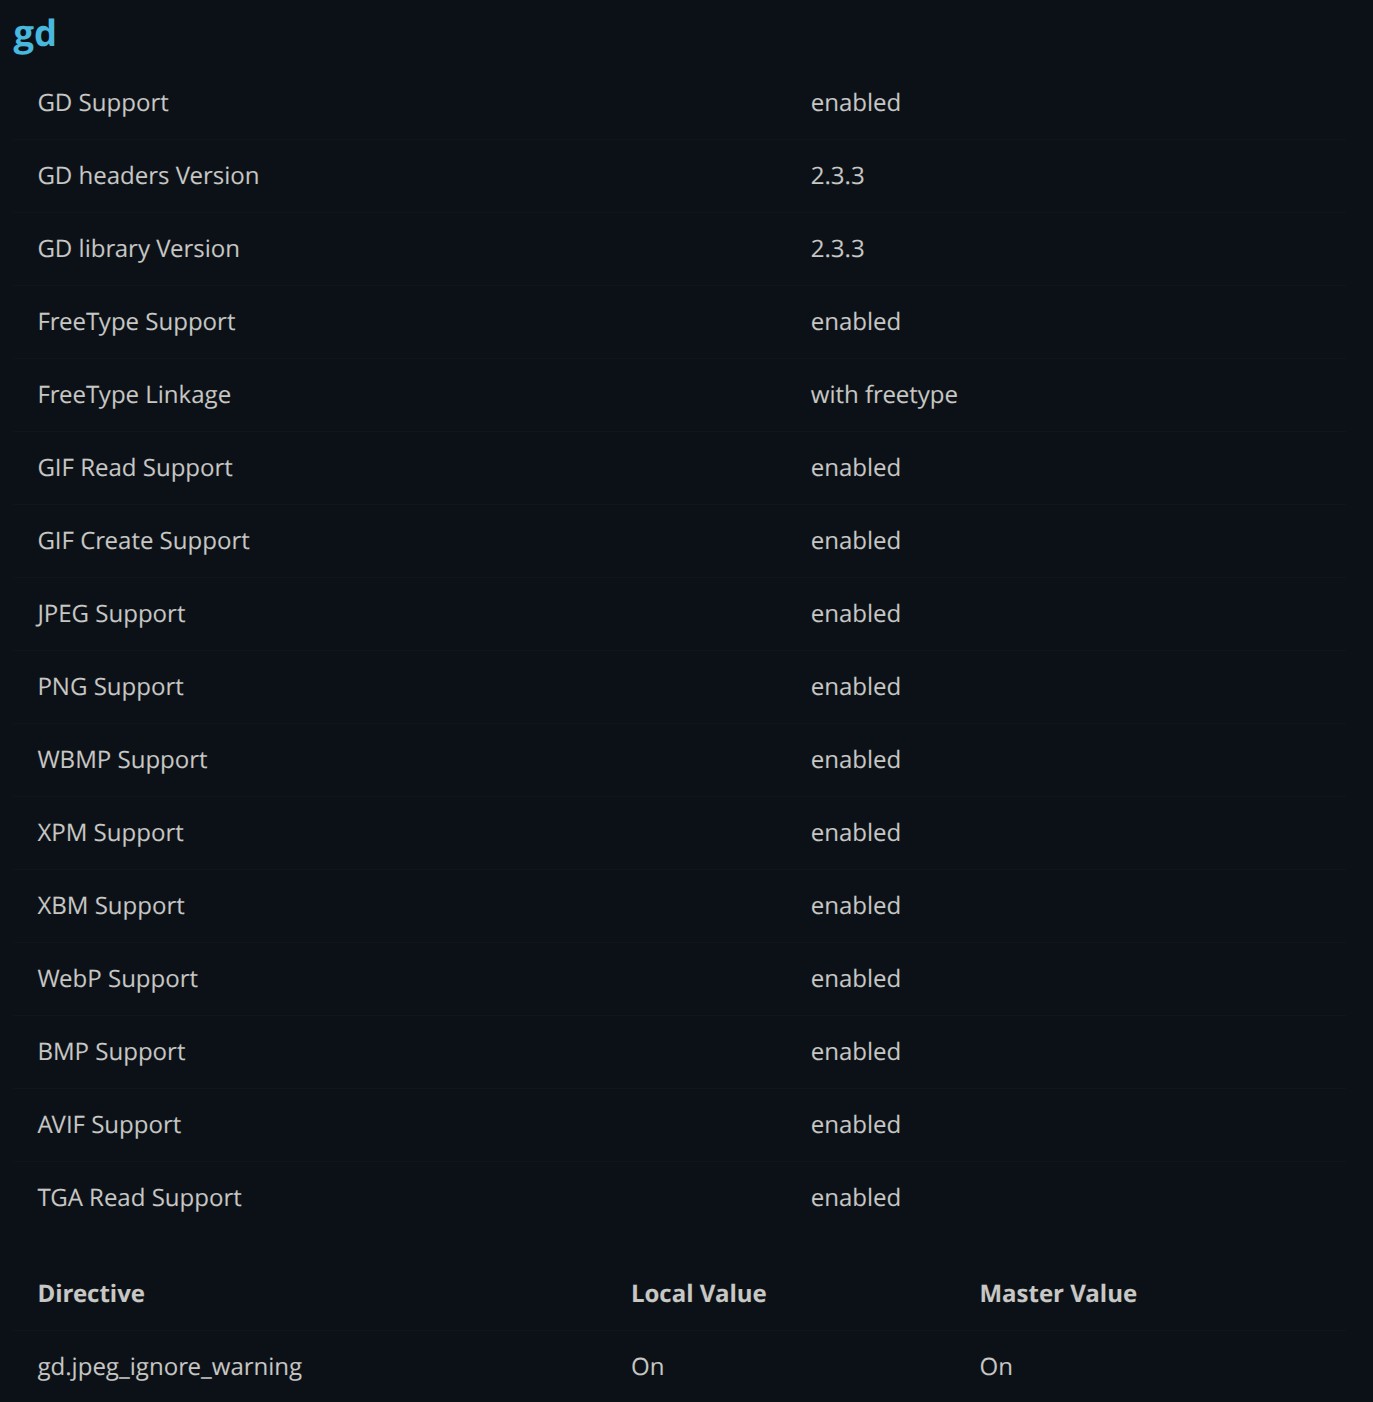 gd
GD Support enabled
GD headers Version 2.3.3
GD library Version 2.3.3
FreeType Support enabled
FreeType Linkage with freetype
GIF Read Support enabled
GIF Create Support enabled
JPEG Support enabled
PNG Support enabled
WBMP Support enabled
XPM Support enabled
XBM Support enabled
WebP Support enabled
BMP Support enabled
AVIF Support enabled
TGA Read Support enabled
Directive Local Value Master Value
gd.jpeg_ignore_warning On On